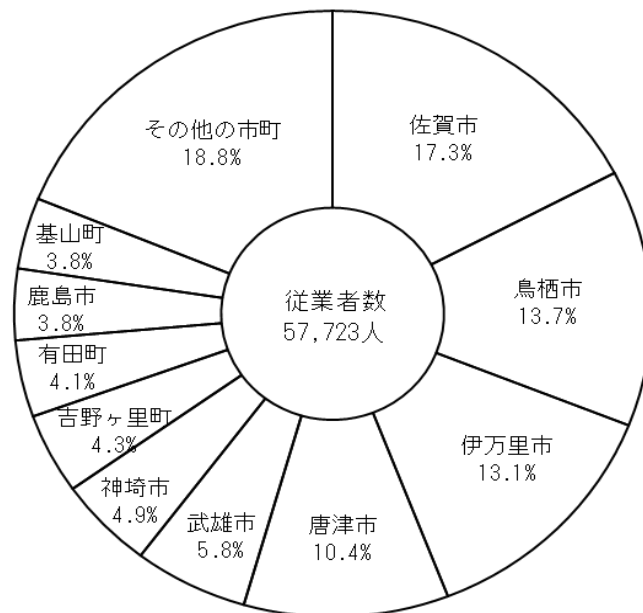 佐賀市
17.3%
鳥栖市
13.7%
伊万里市
13.1%
唐津市
10.4%
武雄市
5.8%
神埼市
4.9%
吉野ヶ里町
4.3%
有田町
4.1%
鹿島市
3.8%
基山町
3.8%
その他の市町
18.8%
従業者数
57,723人